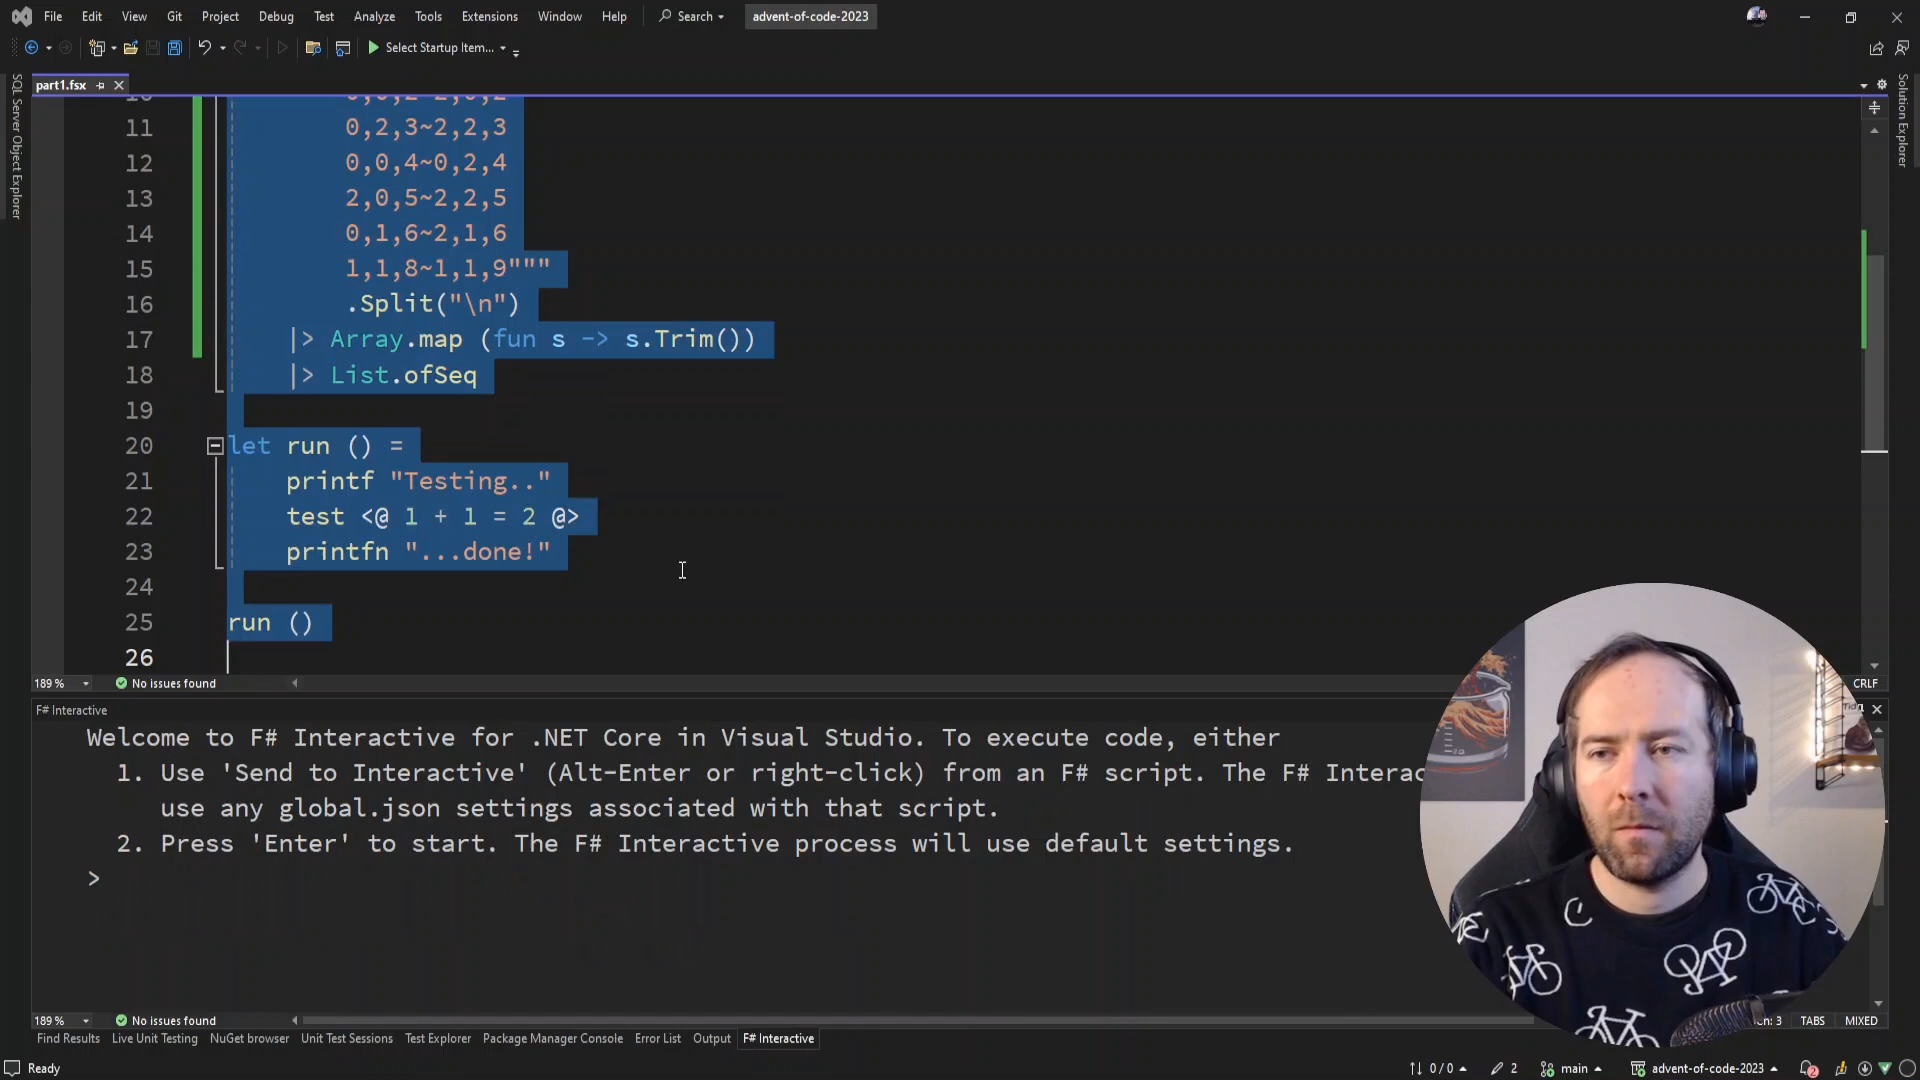 File Edit View Git Project Debug Test Analyze Tools Extensions Window Help Search advent-of-code-2023
Select Startup Item...
part1.fsx
SQL Server Object Explorer
Solution Explorer
11 0,2,3~2,2,3
12 0,0,4~0,2,4
13 2,0,5~2,2,5
14 0,1,6~2,1,6
15 1,1,8~1,1,9"""
16 .Split("\n")
17 |> Array.map (fun s -> s.Trim())
18 |> List.ofSeq
19
20 let run () =
21 printf "Testing.."
22 test <@ 1 + 1 = 2 @>
23 printfn "...done!"
24
25 run ()
26
189 % No issues found CRLF
F# Interactive
Welcome to F# Interactive for .NET Core in Visual Studio. To execute code, either
1. Use 'Send to Interactive' (Alt-Enter or right-click) from an F# script. The F# Interac
use any global.json settings associated with that script.
2. Press 'Enter' to start. The F# Interactive process will use default settings.
>
189 % No issues found Ch: 3 TABS MIXED
Find Results Live Unit Testing NuGet browser Unit Test Sessions Test Explorer Package Manager Console Error List Output F# Interactive
Ready 0 / 0 2 main advent-of-code-2023 2